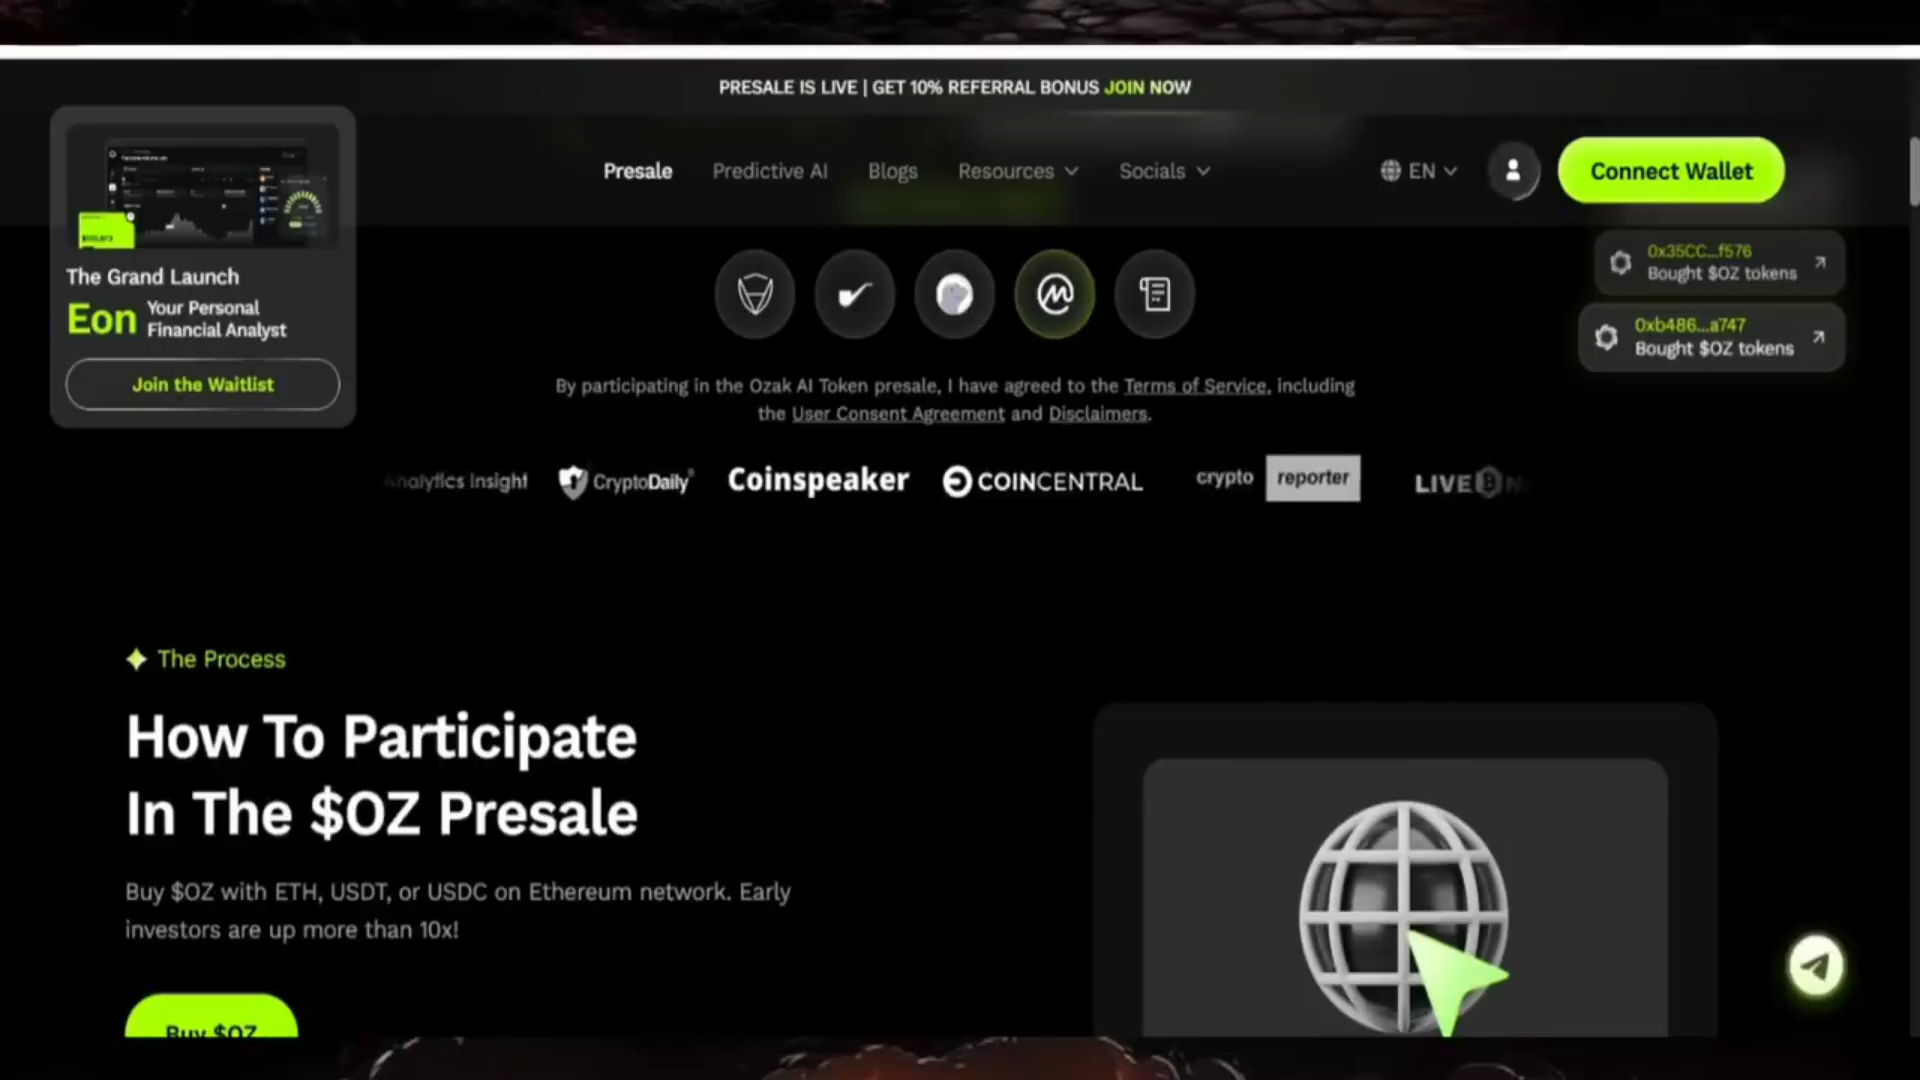 PRESALE IS LIVE | GET 10% REFERRAL BONUS JOIN NOW
Presale
Predictive AI
Blogs
Resources
Socials
EN
Connect Wallet
The Grand Launch
Eon
Your Personal
Financial Analyst
Join the Waitlist
0x35CC...f576
Bought $OZ tokens
0xb486...a747
Bought $OZ tokens
By participating in the Ozak AI Token presale, I have agreed to the Terms of Service, including
the User Consent Agreement and Disclaimers.
Analytics Insight
CryptoDaily
Coinspeaker
COINCENTRAL
crypto reporter
LIVE
The Process
How To Participate
In The $OZ Presale
Buy $OZ with ETH, USDT, or USDC on Ethereum network. Early
investors are up more than 10x!
Buy $OZ